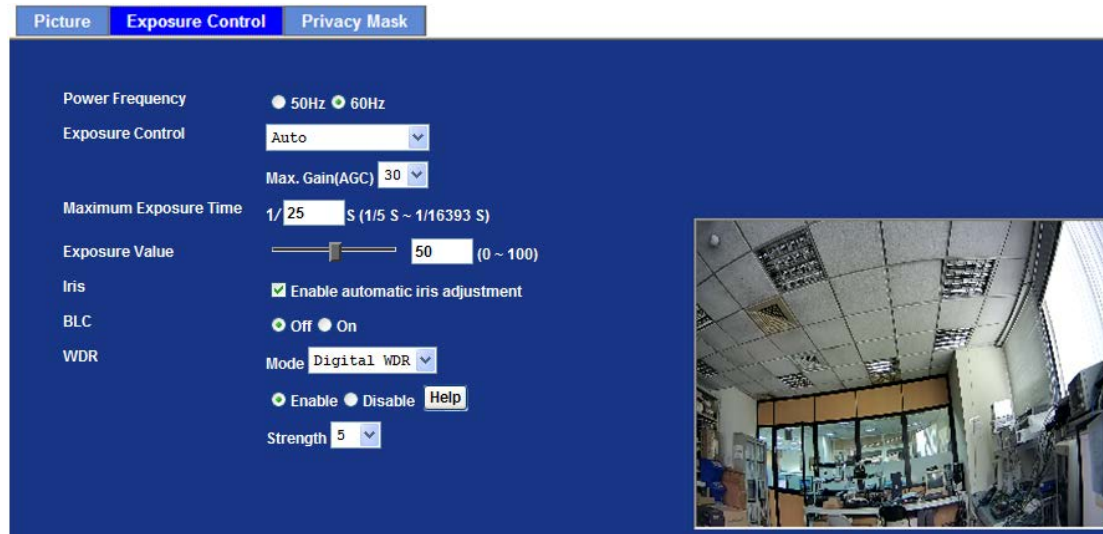 Picture Exposure Control Privacy Mask
Power Frequency 50Hz 60Hz
Exposure Control Auto
Max. Gain(AGC) 30
Maximum Exposure Time 1/ 25 S (1/5 S ~ 1/16393 S)
Exposure Value 50 (0 ~ 100)
Iris Enable automatic iris adjustment
BLC Off On
WDR Mode Digital WDR
Enable Disable Help
Strength 5